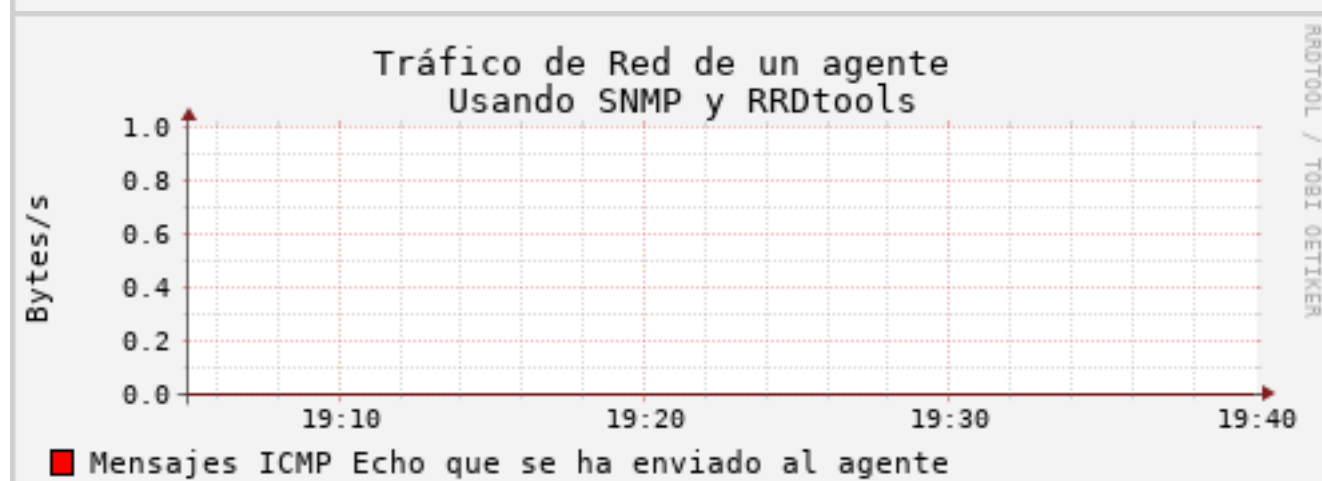 Tráfico de Red de un agente
Usando SNMP y RRDtools
RRDTOOL / TOBI OETIKER
Bytes/s
1.0
0.8
0.6
0.4
0.2
0.0
19:10 19:20 19:30 19:40
Mensajes ICMP Echo que se ha enviado al agente